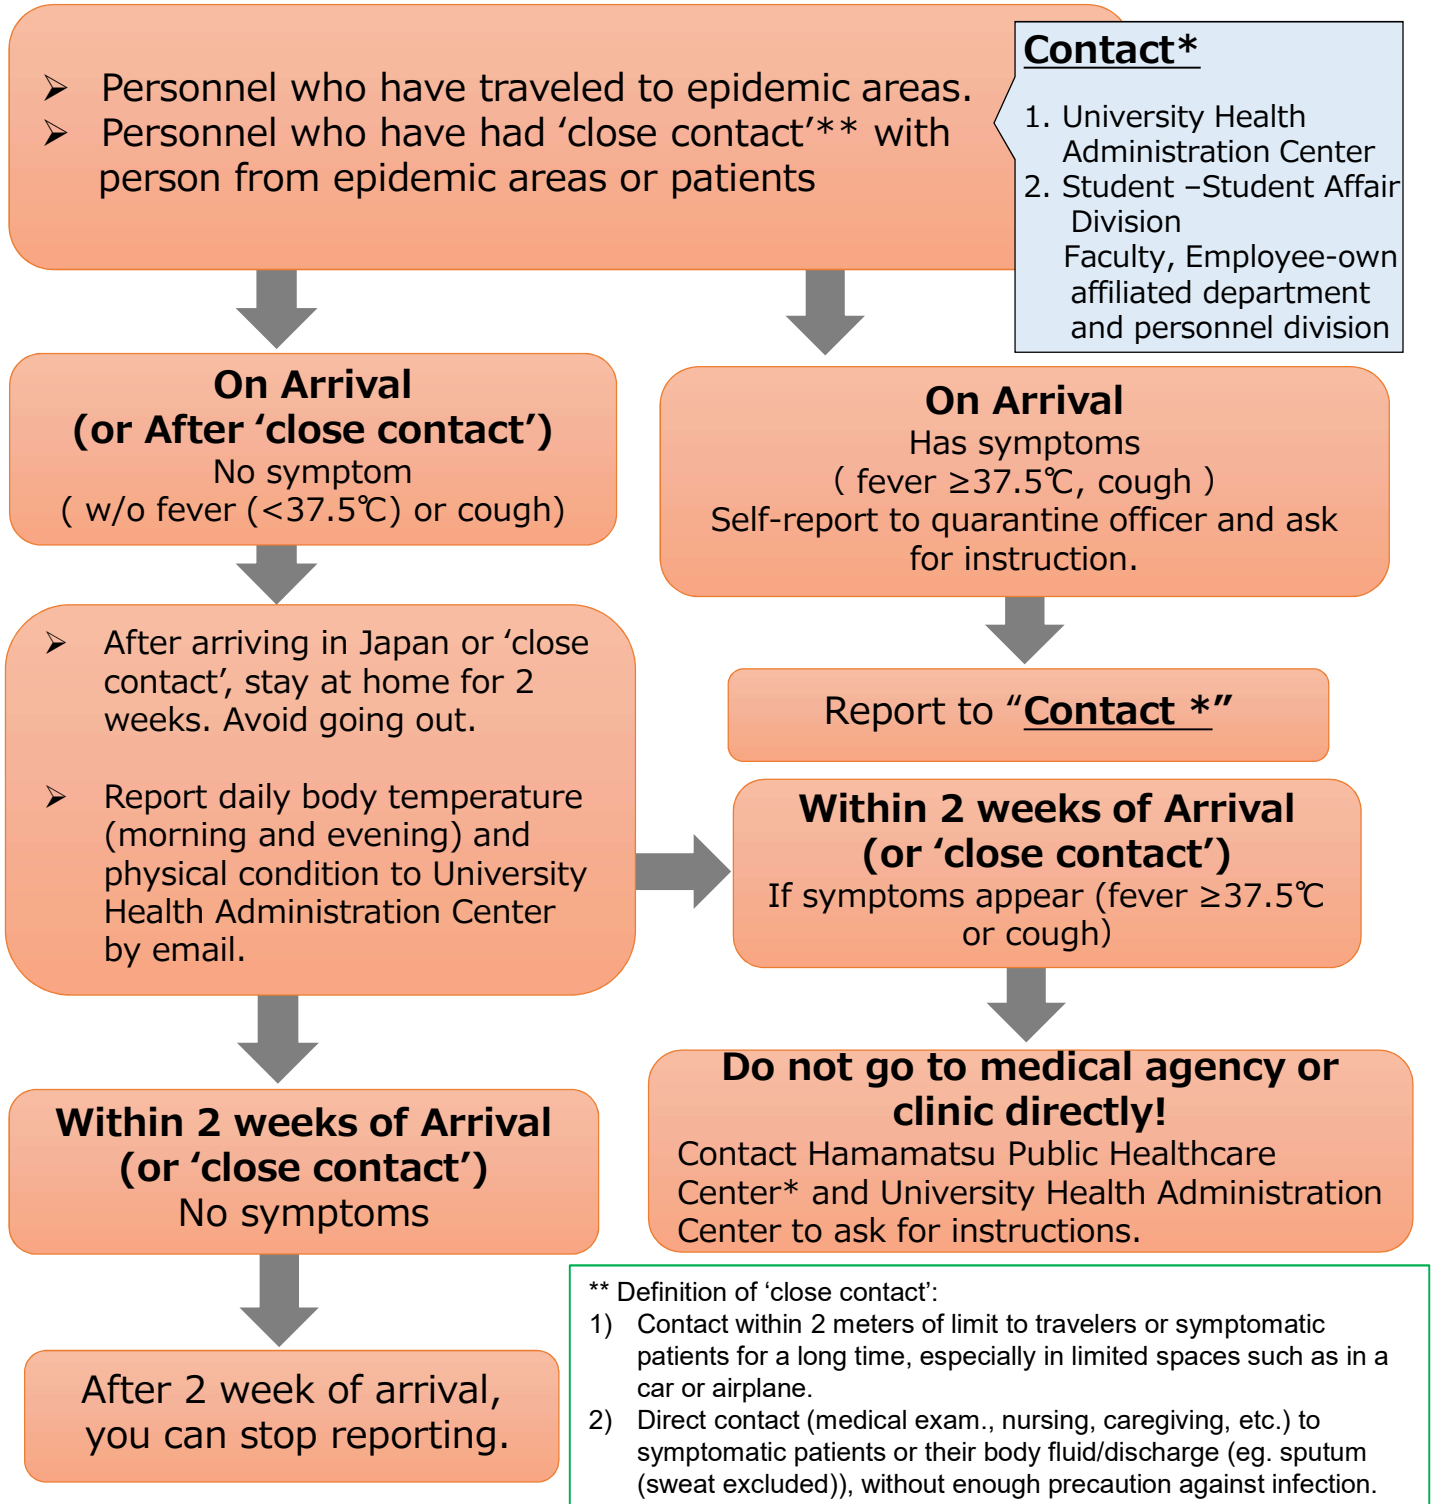 ➢ Personnel who have traveled to epidemic areas.
➢ Personnel who have had ‘close contact’** with
person from epidemic areas or patients
Contact*
1. University Health
Administration Center
2. Student –Student Affair
Division
Faculty, Employee-own
affiliated department
and personnel division
On Arrival
(or After ‘close contact’)
No symptom
( w/o fever (<37.5℃) or cough)
On Arrival
Has symptoms
( fever ≥37.5℃, cough )
Self-report to quarantine officer and ask
for instruction.
➢ After arriving in Japan or ‘close
contact’, stay at home for 2
weeks. Avoid going out.
➢ Report daily body temperature
(morning and evening) and
physical condition to University
Health Administration Center
by email.
Report to “Contact *”
Within 2 weeks of Arrival
(or ‘close contact’)
If symptoms appear (fever ≥37.5℃
or cough)
Within 2 weeks of Arrival
(or ‘close contact’)
No symptoms
Do not go to medical agency or
clinic directly!
Contact Hamamatsu Public Healthcare
Center* and University Health Administration
Center to ask for instructions.
After 2 week of arrival,
you can stop reporting.
** Definition of ‘close contact’:
1) Contact within 2 meters of limit to travelers or symptomatic
patients for a long time, especially in limited spaces such as in a
car or airplane.
2) Direct contact (medical exam., nursing, caregiving, etc.) to
symptomatic patients or their body fluid/discharge (eg. sputum
(sweat excluded)), without enough precaution against infection.